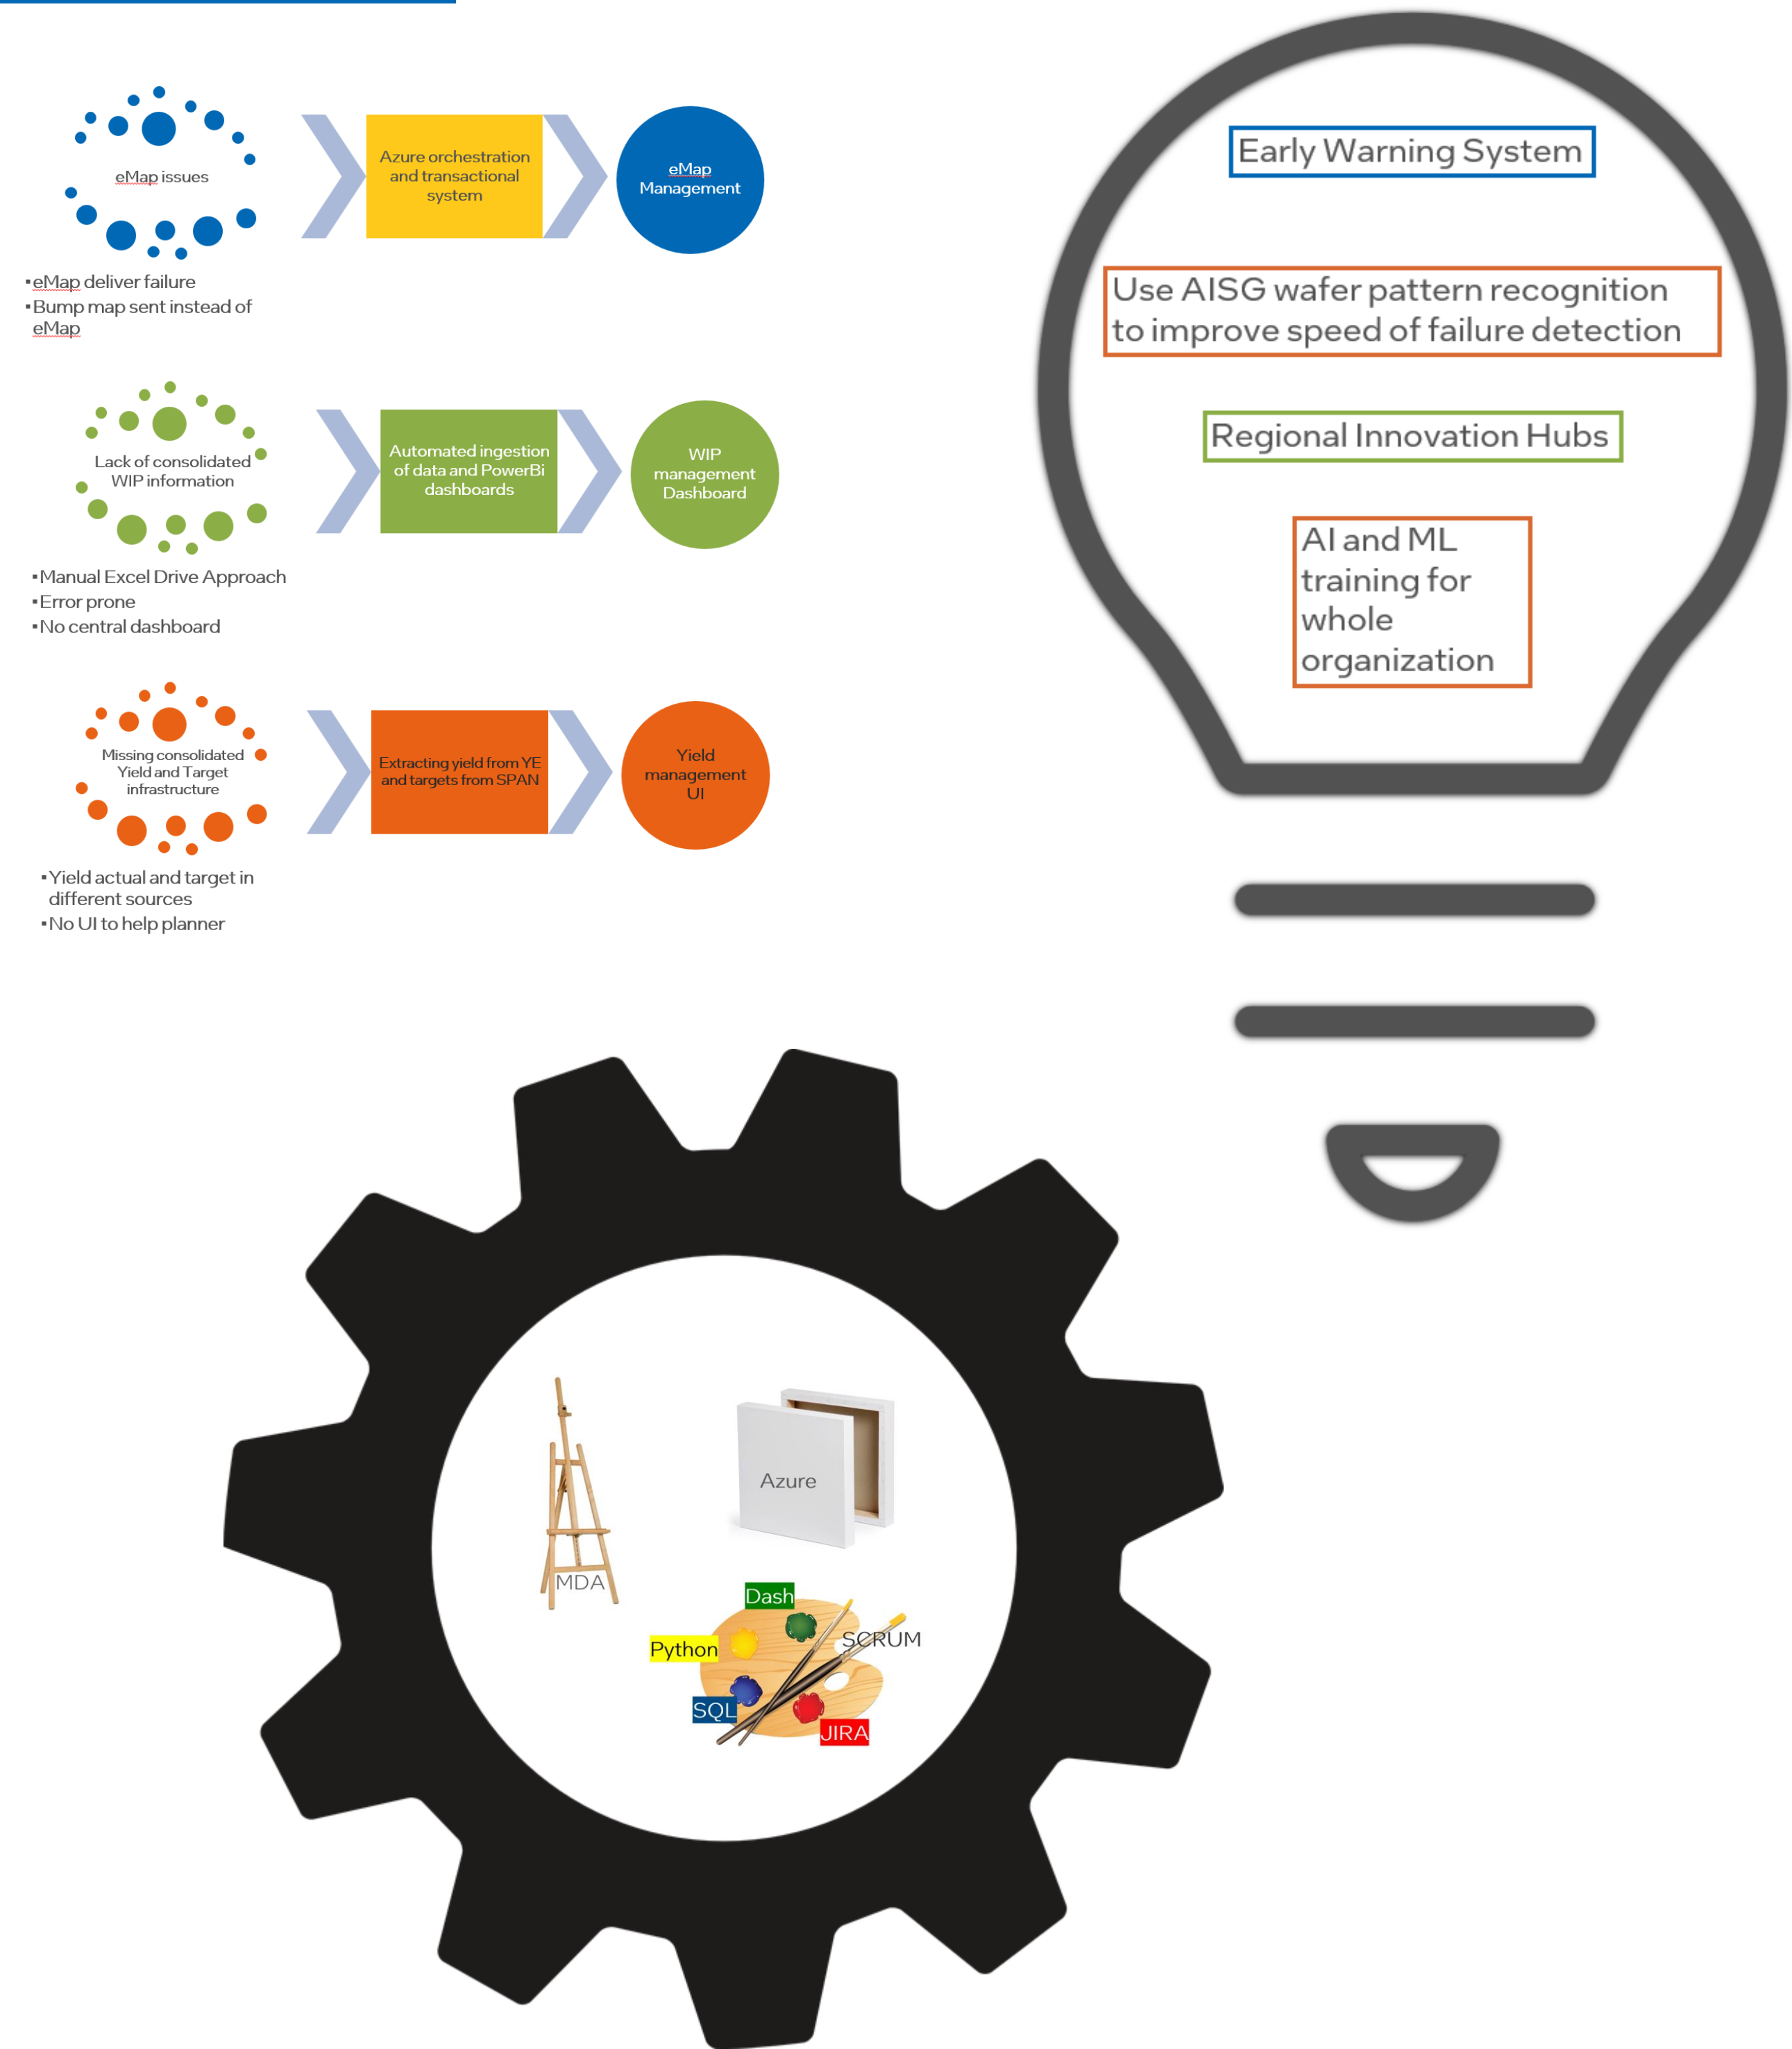 eMap issues
Azure orchestration
and transactional
system
eMap
Management
▪eMap deliver failure
▪Bump map sent instead of
eMap
Lack of consolidated
WIP information
Automated ingestion
of data and PowerBi
dashboards
WIP
management
Dashboard
▪Manual Excel Drive Approach
▪Error prone
▪No central dashboard
Missing consolidated
Yield and Target
infrastructure
Extracting yield from YE
and targets from SPAN
Yield
management
UI
▪Yield actual and target in
different sources
▪No UI to help planner
Early Warning System
Use AISG wafer pattern recognition
to improve speed of failure detection
Regional Innovation Hubs
AI and ML
training for
whole
organization
Azure
MDA
Dash
SCRUM
Python
SQL
JIRA